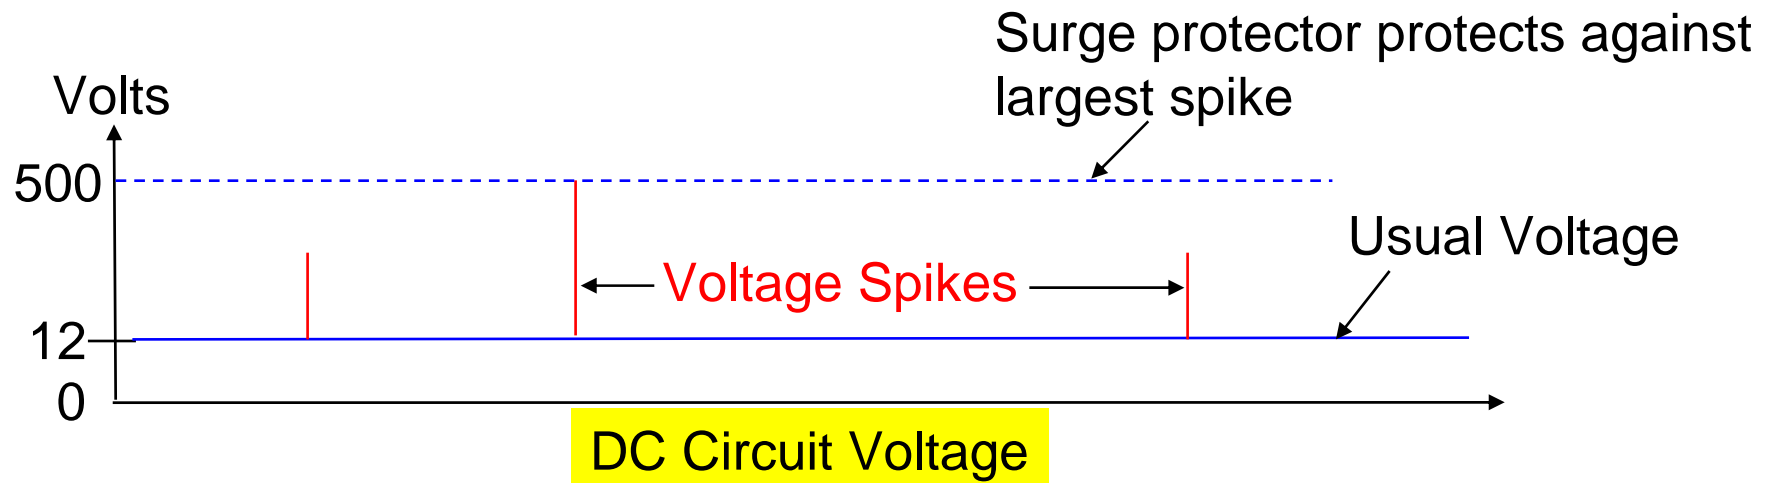 Surge protector protects against
largest spike
Volts
500
Usual Voltage
Voltage Spikes
12
0
DC Circuit Voltage